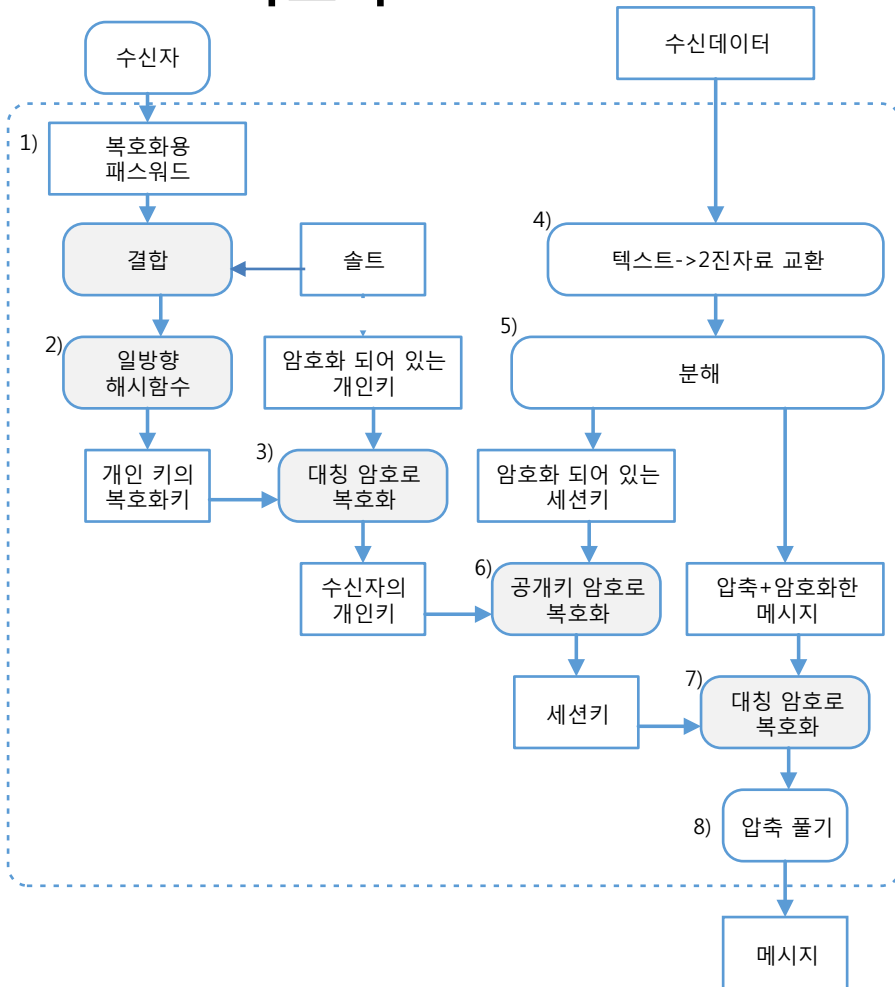 수신자
수신데이터
1)
복호화용
패스워드
결합
솔트
4)
텍스트->2진자료 교환
2)
일방향
해시함수
암호화 되어 있는
개인키
5)
분해
개인 키의
복호화키
3)
대칭 암호로
복호화
암호화 되어 있는
세션키
수신자의
개인키
6)
공개키 암호로
복호화
압축+암호화한
메시지
세션키
7)
대칭 암호로
복호화
8)
압축 풀기
메시지